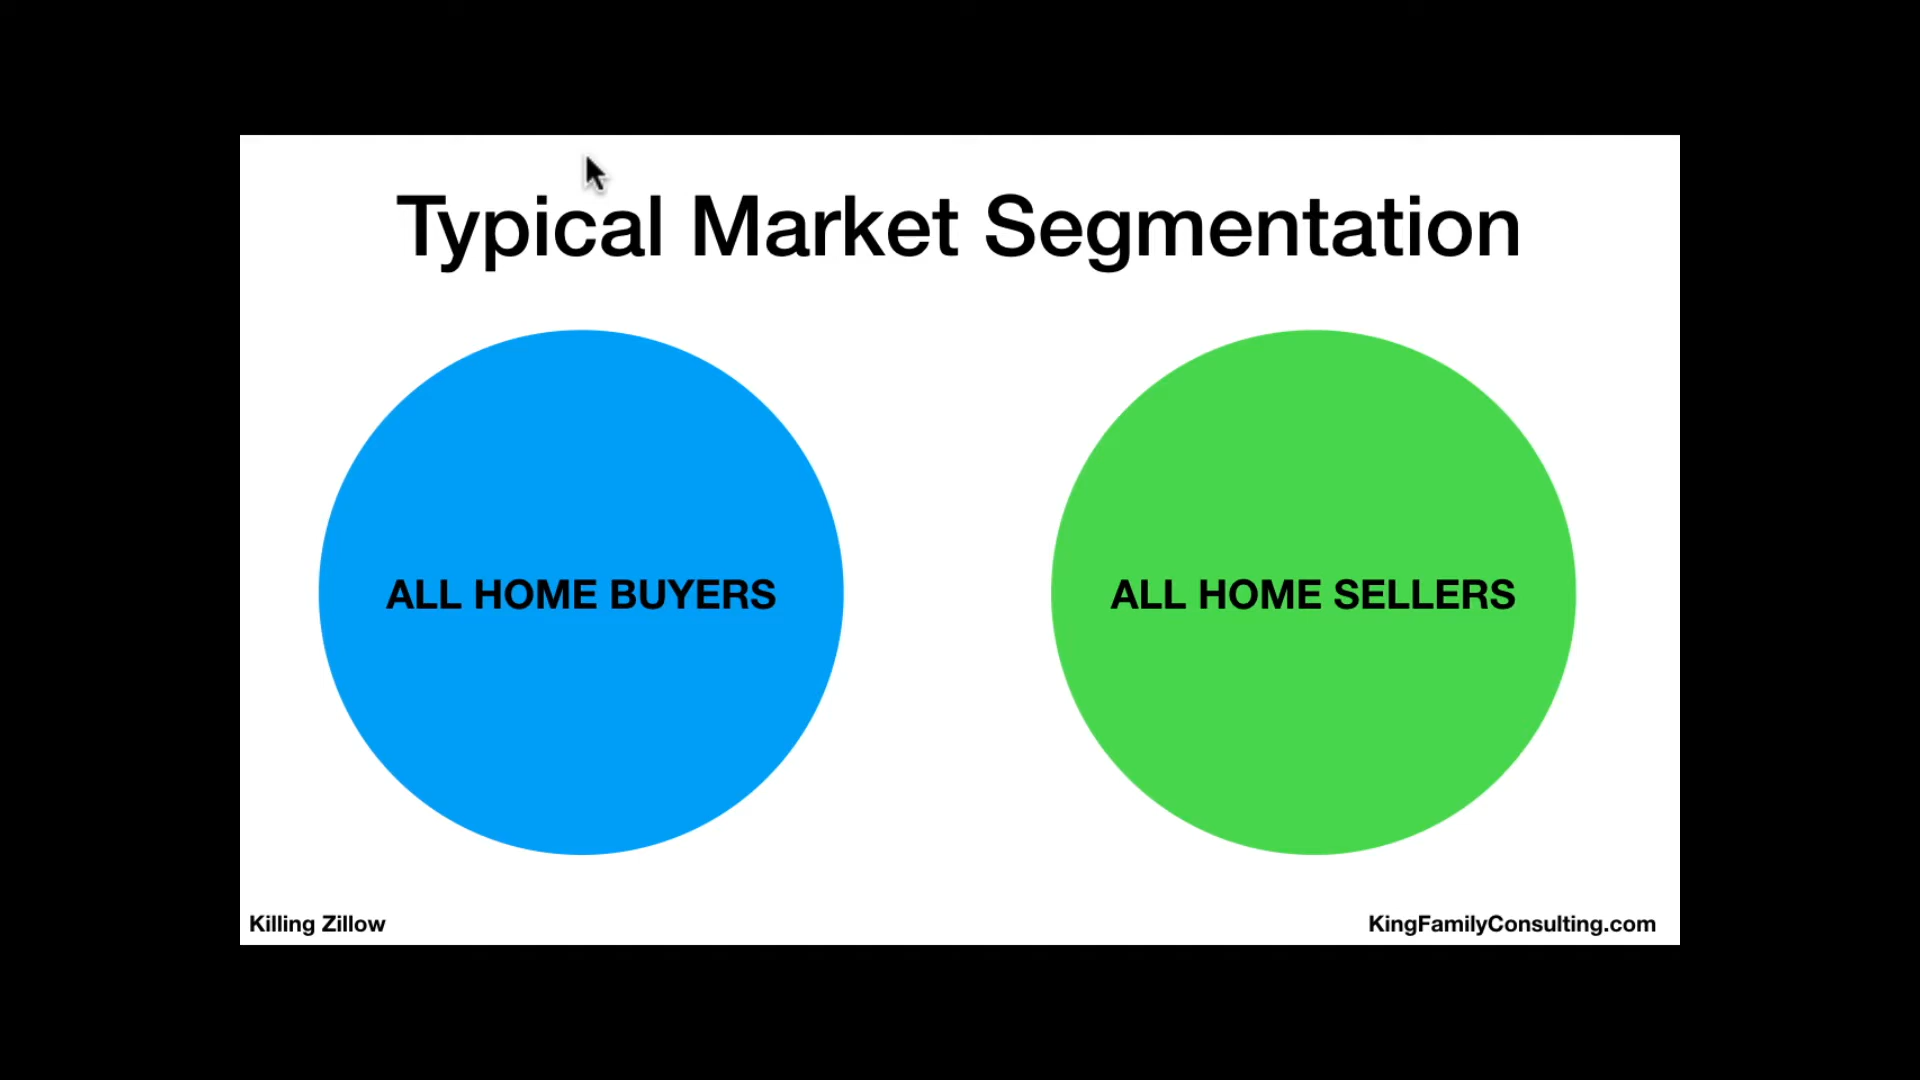 Typical Market Segmentation
ALL HOME BUYERS
ALL HOME SELLERS
Killing Zillow
KingFamilyConsulting.com